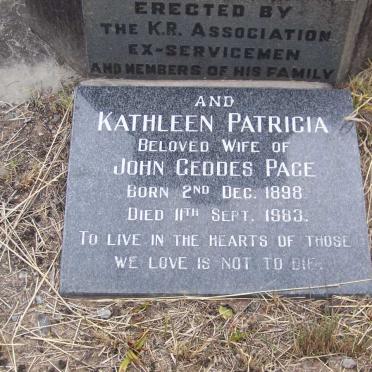 ERECTED BY
THE K.R. ASSOCIATION
EX-SERVICEMEN
AND MEMBERS OF HIS FAMILY
AND
KATHLEEN PATRICIA
BELOVED WIFE OF
JOHN GEDDES PAGE
BORN 2ND DEC. 1898.
DIED 11TH SEPT. 1983.
TO LIVE IN THE HEARTS OF THOSE
WE LOVE IS NOT TO DIE.